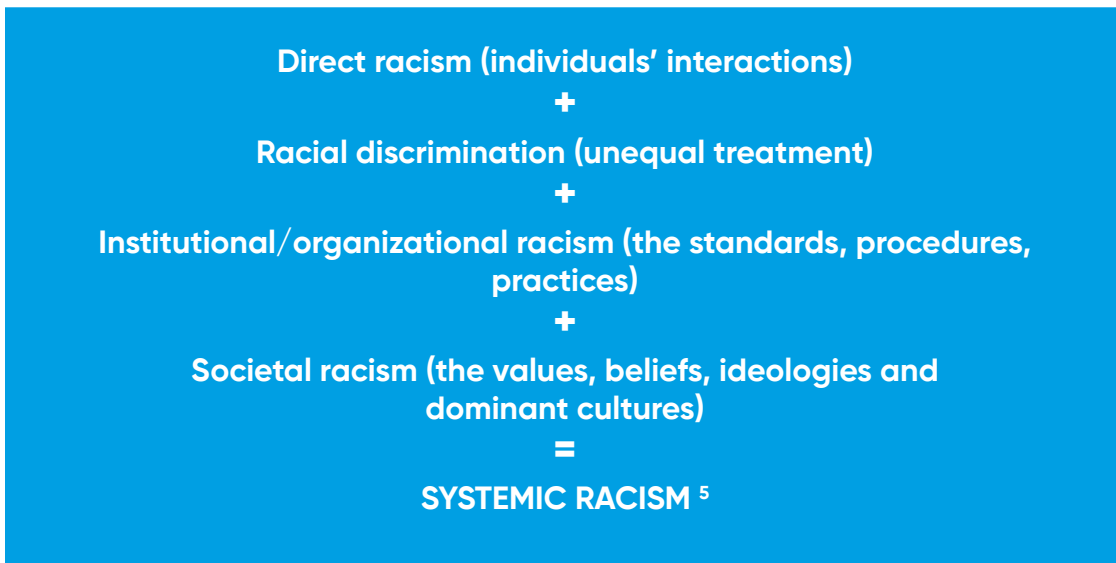 Direct racism (individuals’ interactions)
+
Racial discrimination (unequal treatment)
+
Institutional/organizational racism (the standards, procedures,
practices)
+
Societal racism (the values, beliefs, ideologies and
dominant cultures)
=
SYSTEMIC RACISM ⁵